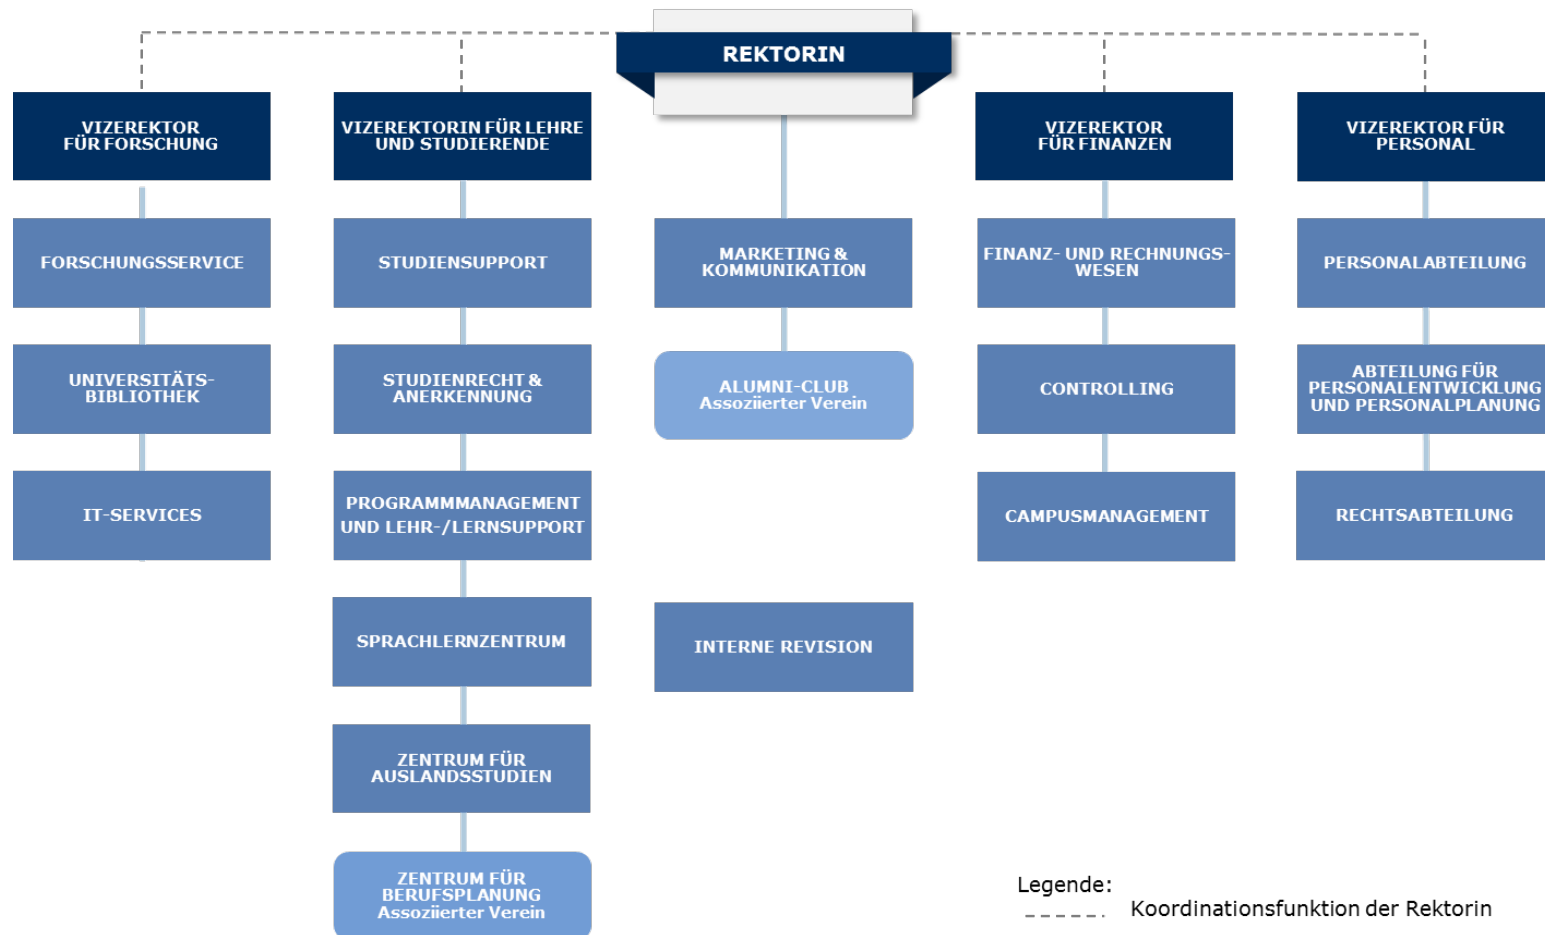 REKTORIN
VIZEREKTOR
FÜR FORSCHUNG
FORSCHUNGSSERVICE
UNIVERSITÄTS-
BIBLIOTHEK
IT-SERVICES
VIZEREKTORIN FÜR LEHRE
UND STUDIERENDE
STUDIENSUPPORT
STUDIENRECHT &
ANERKENNUNG
PROGRAMMMANAGEMENT
UND LEHR-/LERNSUPPORT
SPRACHLERNZENTRUM
ZENTRUM FÜR
AUSLANDSSTUDIEN
ZENTRUM FÜR
BERUFSPLANUNG
Assoziierter Verein
MARKETING &
KOMMUNIKATION
ALUMNI-CLUB
Assoziierter Verein
INTERNE REVISION
VIZEREKTOR
FÜR FINANZEN
FINANZ- UND RECHNUNGS-
WESEN
CONTROLLING
CAMPUSMANAGEMENT
VIZEREKTOR FÜR
PERSONAL
PERSONALABTEILUNG
ABTEILUNG FÜR
PERSONALENTWICKLUNG
UND PERSONALPLANUNG
RECHTSABTEILUNG
Legende:
Koordinationsfunktion der Rektorin